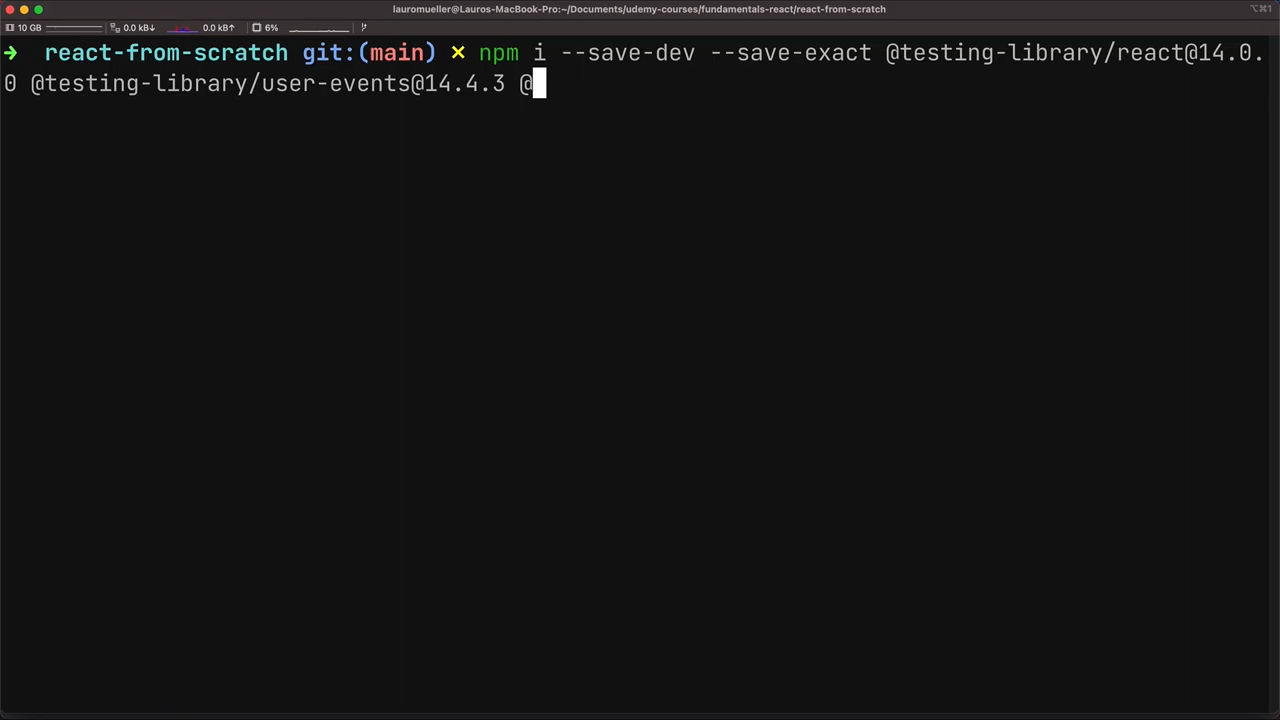 lauromueller@Lauros-MacBook-Pro:~/Documents/udemy-courses/fundamentals-react/react-from-scratch
⌥⌘1
10 GB 0.0 kB↓ 0.0 kB↑ 6%
→ react-from-scratch git:(main) × npm i --save-dev --save-exact @testing-library/react@14.0.
0 @testing-library/user-events@14.4.3 @